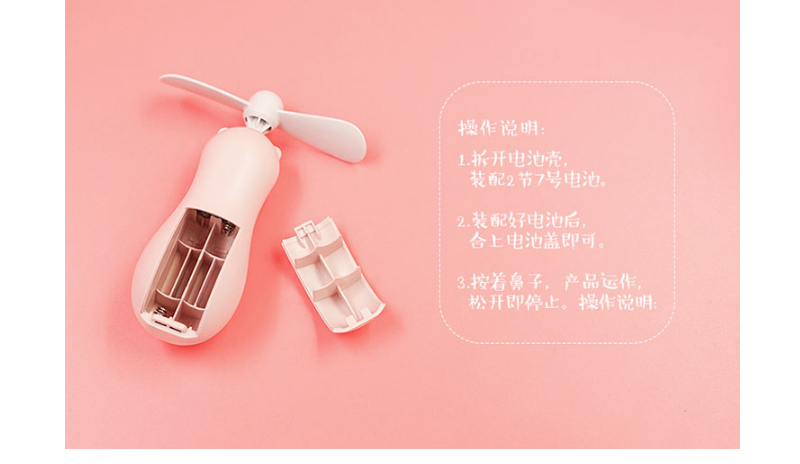 操作说明：
1.拆开电池壳，
装配2节7号电池。
2.装配好电池后，
合上电池盖即可。
3.按着鼻子，产品运作，
松开即停止。操作说明：